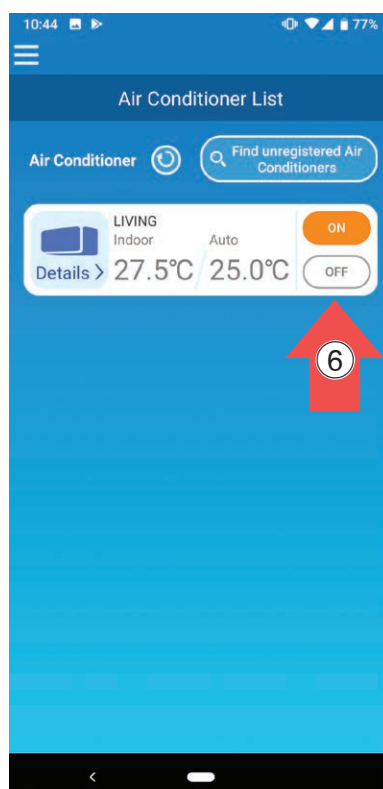 10:44 77%
Air Conditioner List
Air Conditioner
Find unregistered Air
Conditioners
LIVING
Indoor Auto
ON
Details > 27.5°C 25.0°C
OFF
6